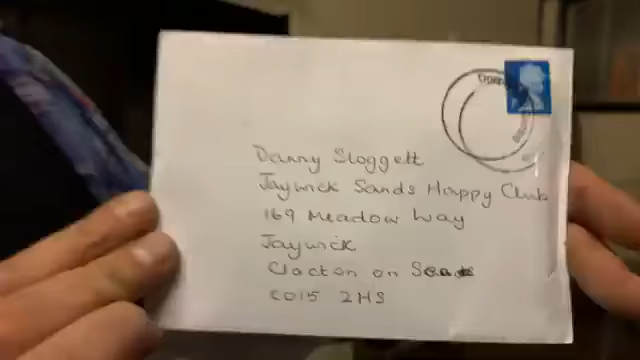 Danny Sloggett
Jaywick Sands Happy Club
169 Meadow Way
Jaywick
Clacton on Sea
CO15 2HS